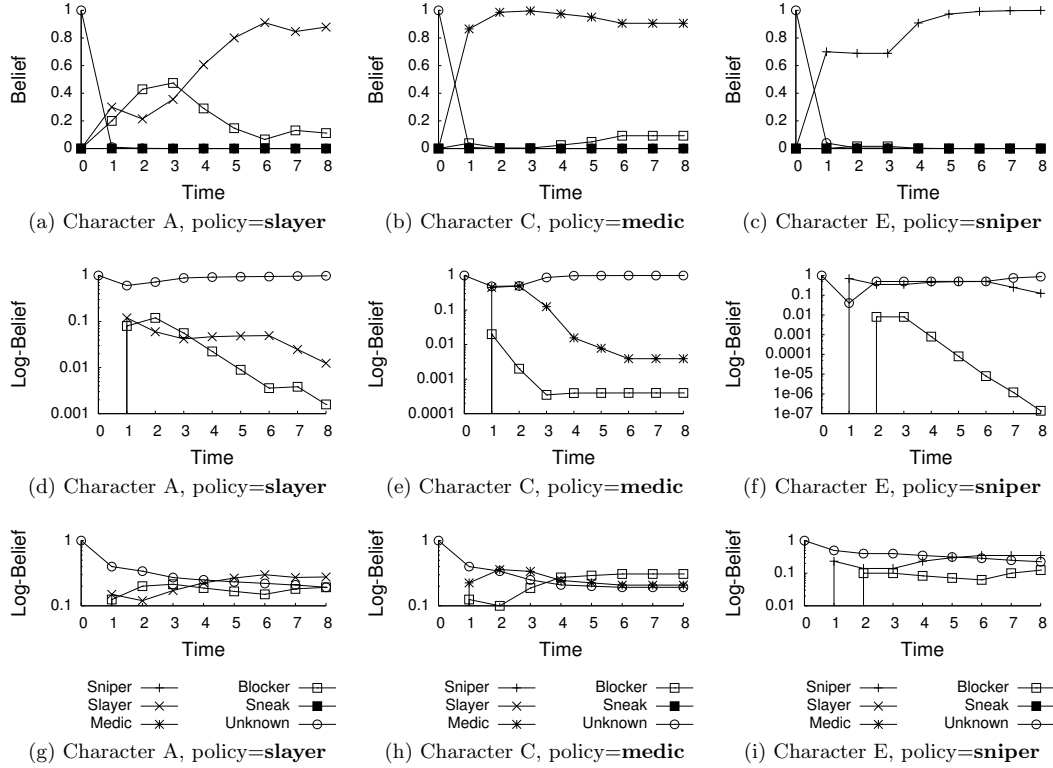 1
0.8
0.6
0.4
0.2
0
Belief
0 1 2 3 4 5 6 7 8
Time
(a) Character A, policy=slayer
1
0.8
0.6
0.4
0.2
0
Belief
0 1 2 3 4 5 6 7 8
Time
(b) Character C, policy=medic
1
0.8
0.6
0.4
0.2
0
Belief
0 1 2 3 4 5 6 7 8
Time
(c) Character E, policy=sniper
1
0.1
0.01
0.001
Log-Belief
0 1 2 3 4 5 6 7 8
Time
(d) Character A, policy=slayer
1
0.1
0.01
0.001
0.0001
Log-Belief
0 1 2 3 4 5 6 7 8
Time
(e) Character C, policy=medic
1
0.1
0.01
0.001
0.0001
1e-05
1e-06
1e-07
Log-Belief
0 1 2 3 4 5 6 7 8
Time
(f) Character E, policy=sniper
1
0.1
Log-Belief
0 1 2 3 4 5 6 7 8
Time
Sniper Blocker
Slayer Sneak
Medic Unknown
(g) Character A, policy=slayer
1
0.1
Log-Belief
0 1 2 3 4 5 6 7 8
Time
Sniper Blocker
Slayer Sneak
Medic Unknown
(h) Character C, policy=medic
1
0.1
0.01
Log-Belief
0 1 2 3 4 5 6 7 8
Time
Sniper Blocker
Slayer Sneak
Medic Unknown
(i) Character E, policy=sniper